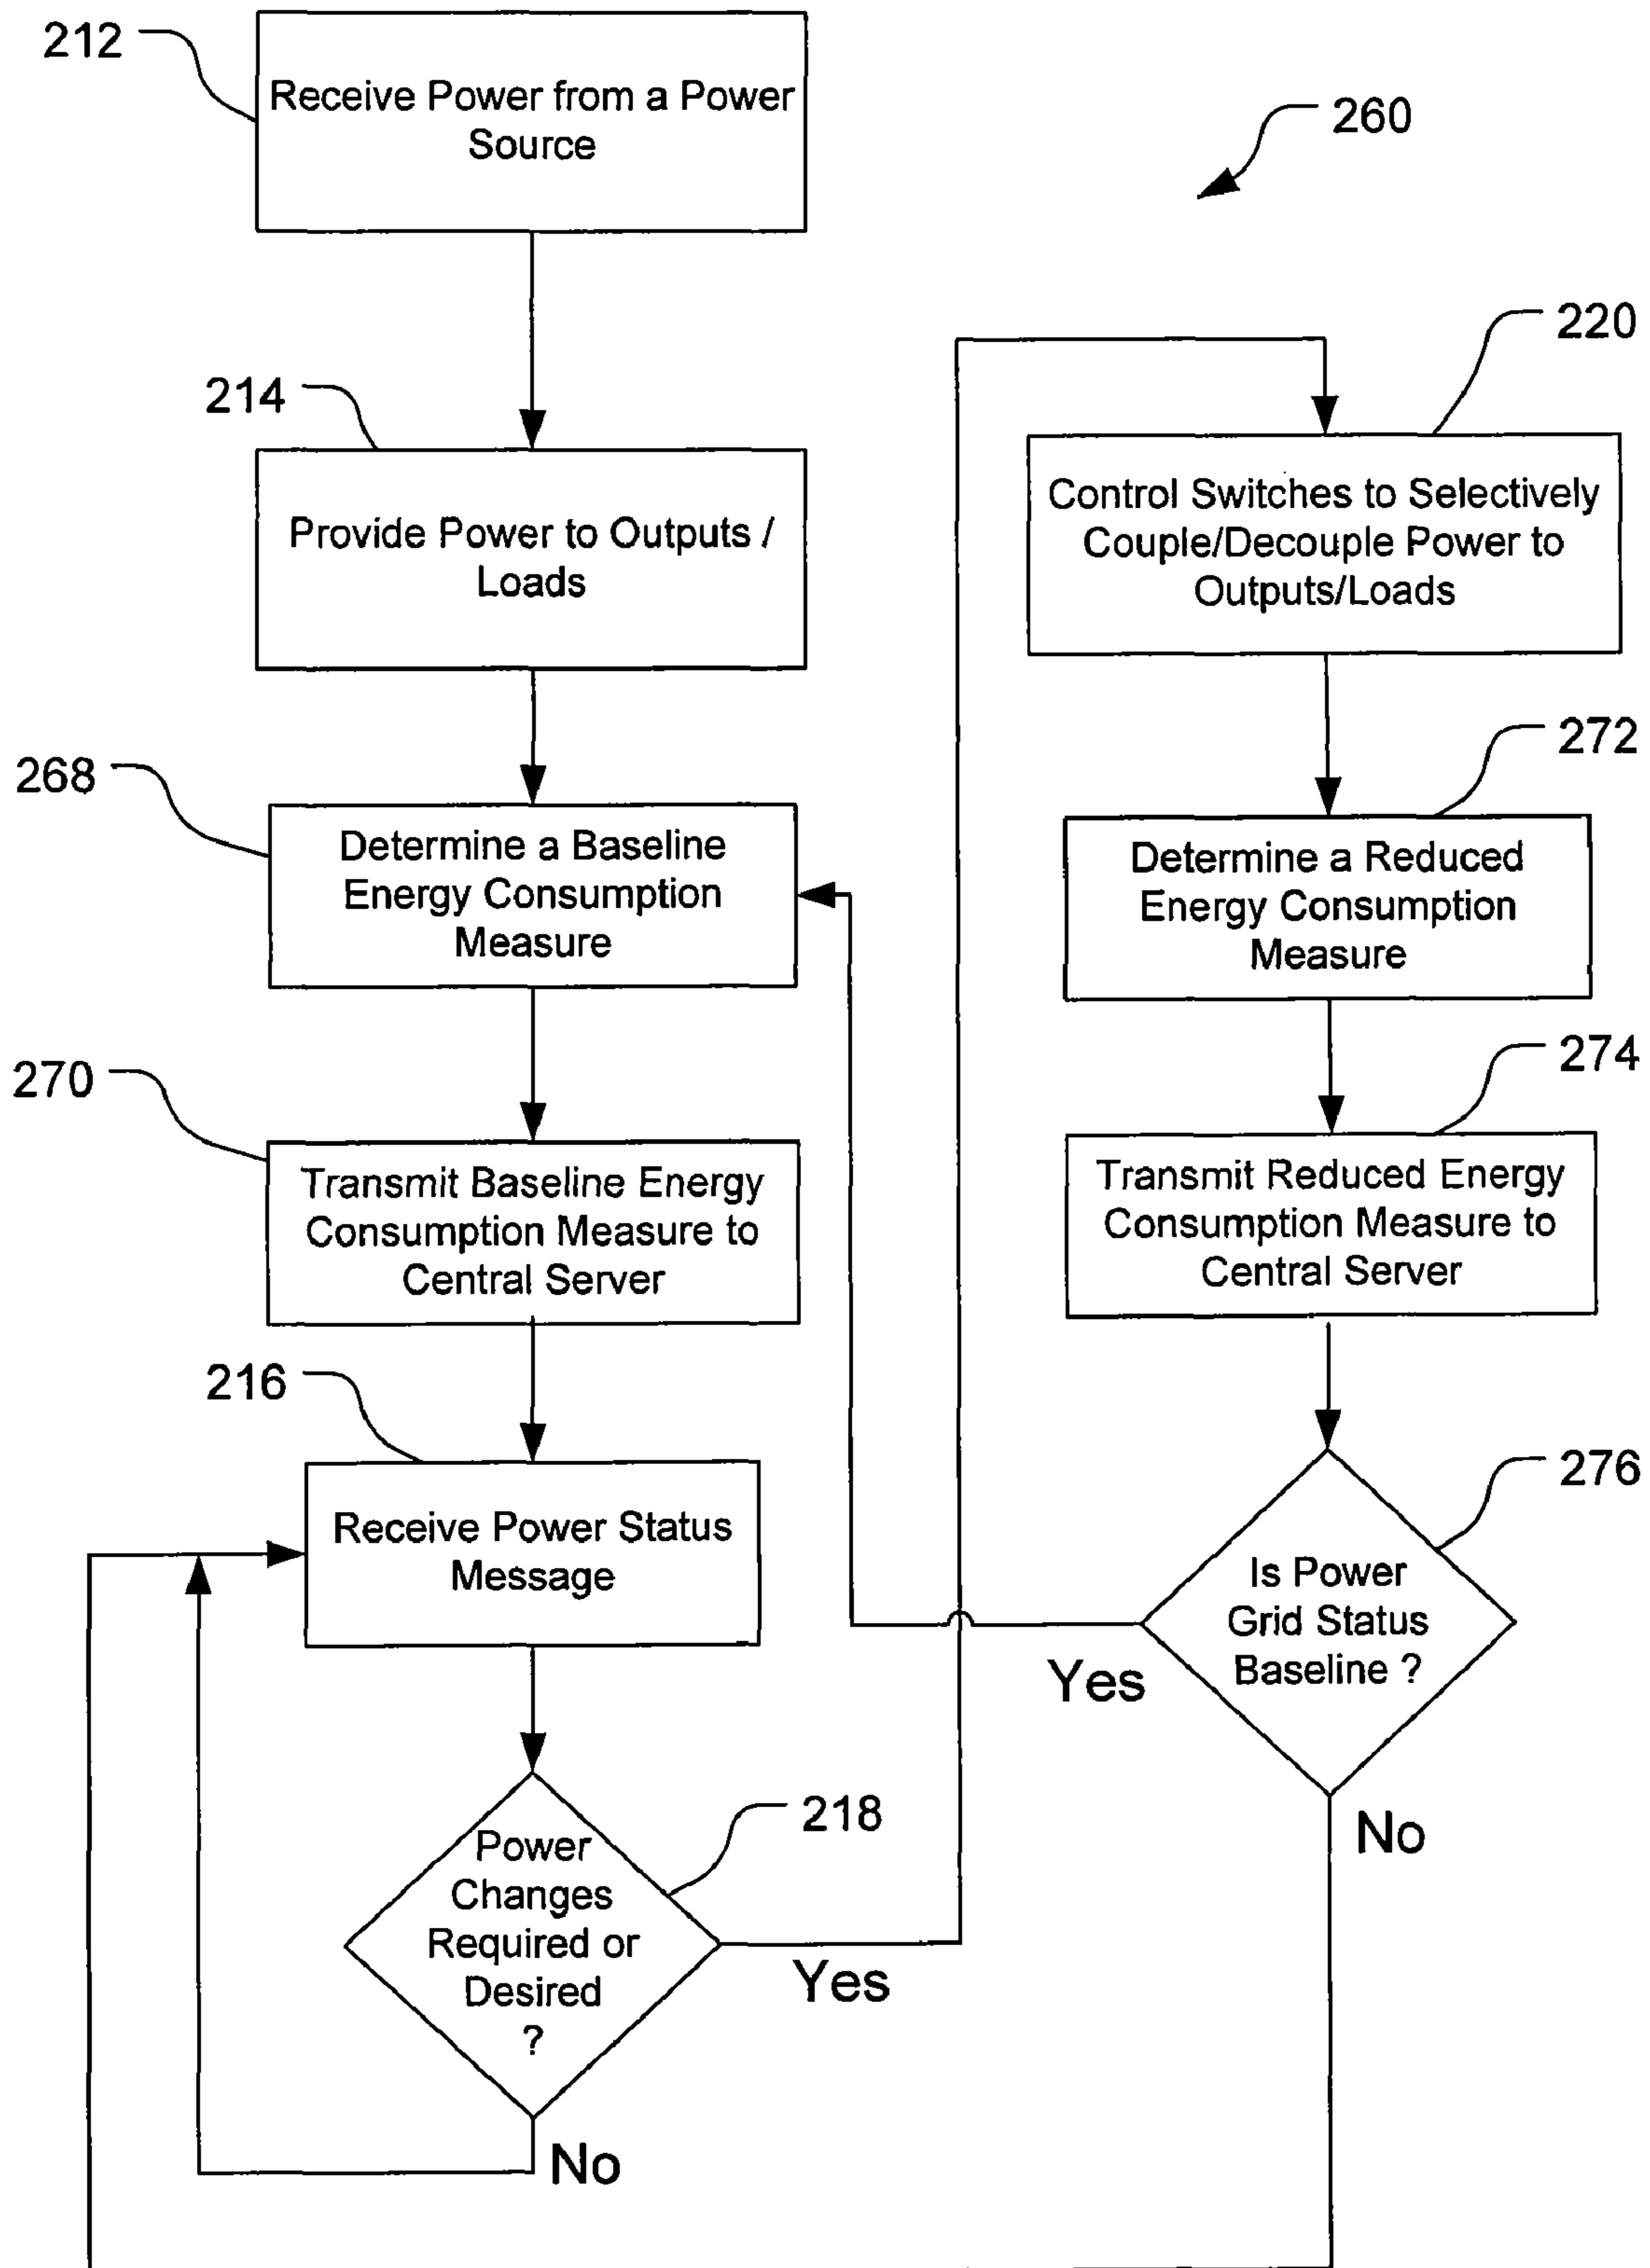 212
Receive Power from a Power
Source
260
214
Provide Power to Outputs /
Loads
220
Control Switches to Selectively
Couple/Decouple Power to
Outputs/Loads
268
Determine a Baseline
Energy Consumption
Measure
272
Determine a Reduced
Energy Consumption
Measure
270
Transmit Baseline Energy
Consumption Measure to
Central Server
274
Transmit Reduced Energy
Consumption Measure to
Central Server
216
Receive Power Status
Message
276
Is Power
Grid Status
Baseline ?
Yes
No
218
Power
Changes
Required or
Desired
?
Yes
No